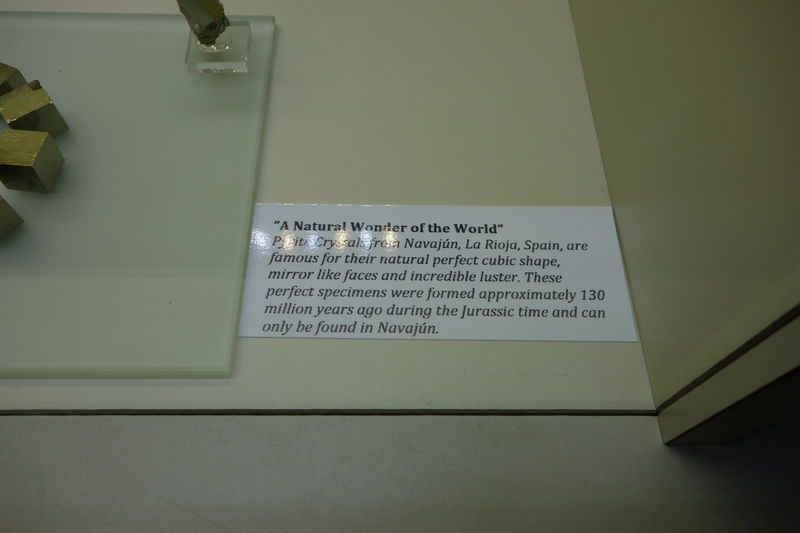 "A Natural Wonder of the World"
Pyrite Crystals from Navajún, La Rioja, Spain, are
famous for their natural perfect cubic shape,
mirror like faces and incredible luster. These
perfect specimens were formed approximately 130
million years ago during the Jurassic time and can
only be found in Navajún.